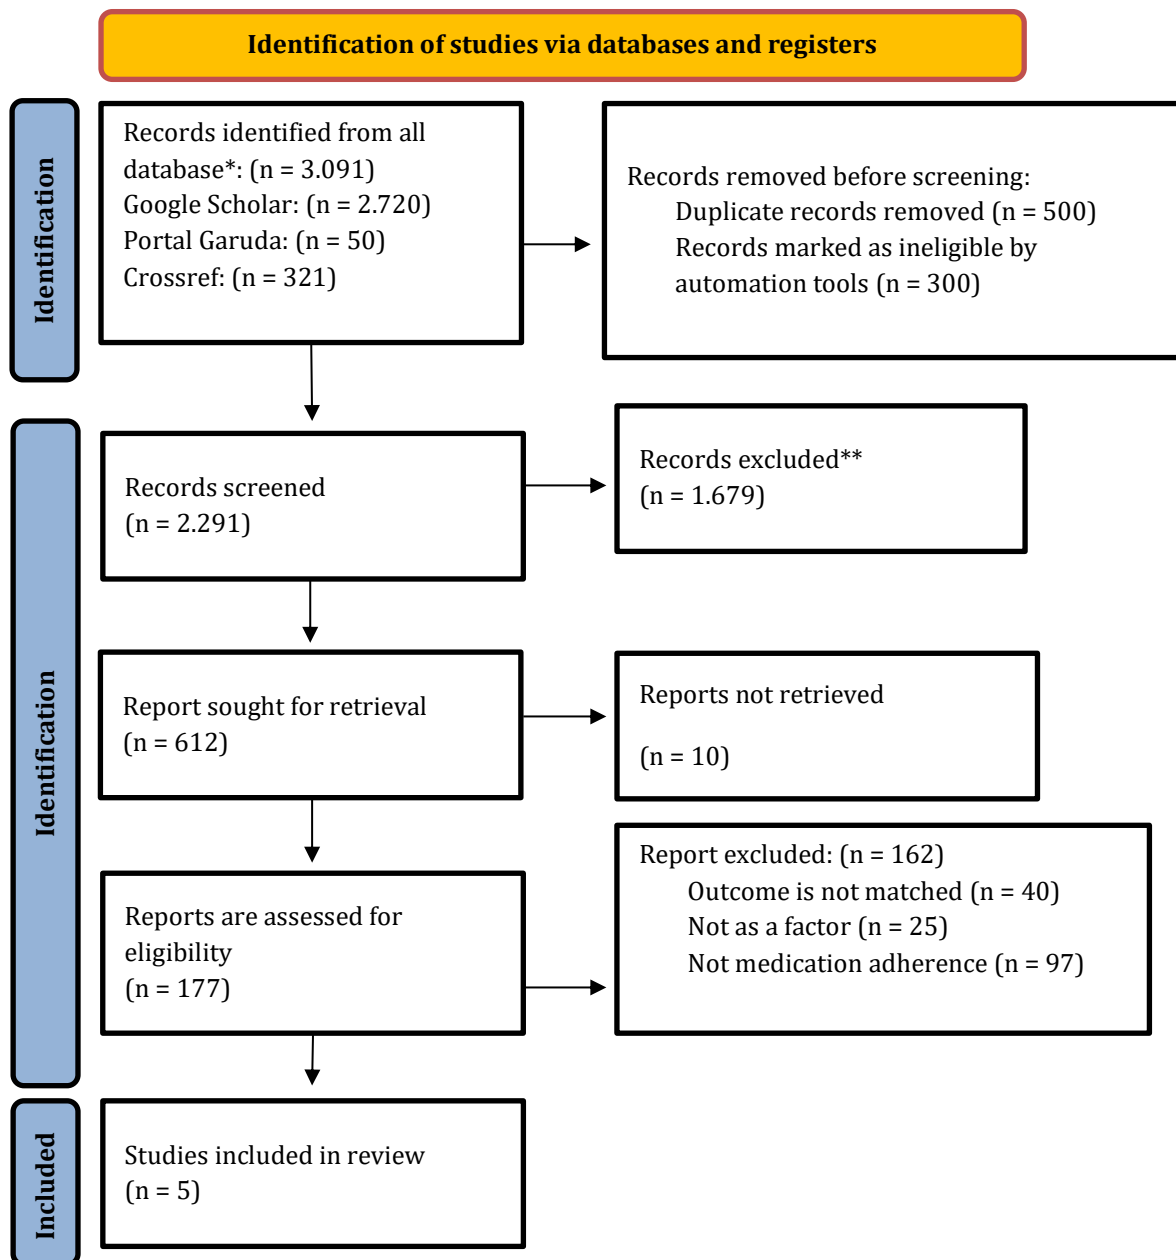 Identification of studies via databases and registers
Identification
Records identified from all
database*: (n = 3.091)
Google Scholar: (n = 2.720)
Portal Garuda: (n = 50)
Crossref: (n = 321)
Records removed before screening:
Duplicate records removed (n = 500)
Records marked as ineligible by
automation tools (n = 300)
Identification
Records screened
(n = 2.291)
Records excluded**
(n = 1.679)
Report sought for retrieval
(n = 612)
Reports not retrieved
(n = 10)
Reports are assessed for
eligibility
(n = 177)
Report excluded: (n = 162)
Outcome is not matched (n = 40)
Not as a factor (n = 25)
Not medication adherence (n = 97)
Included
Studies included in review
(n = 5)